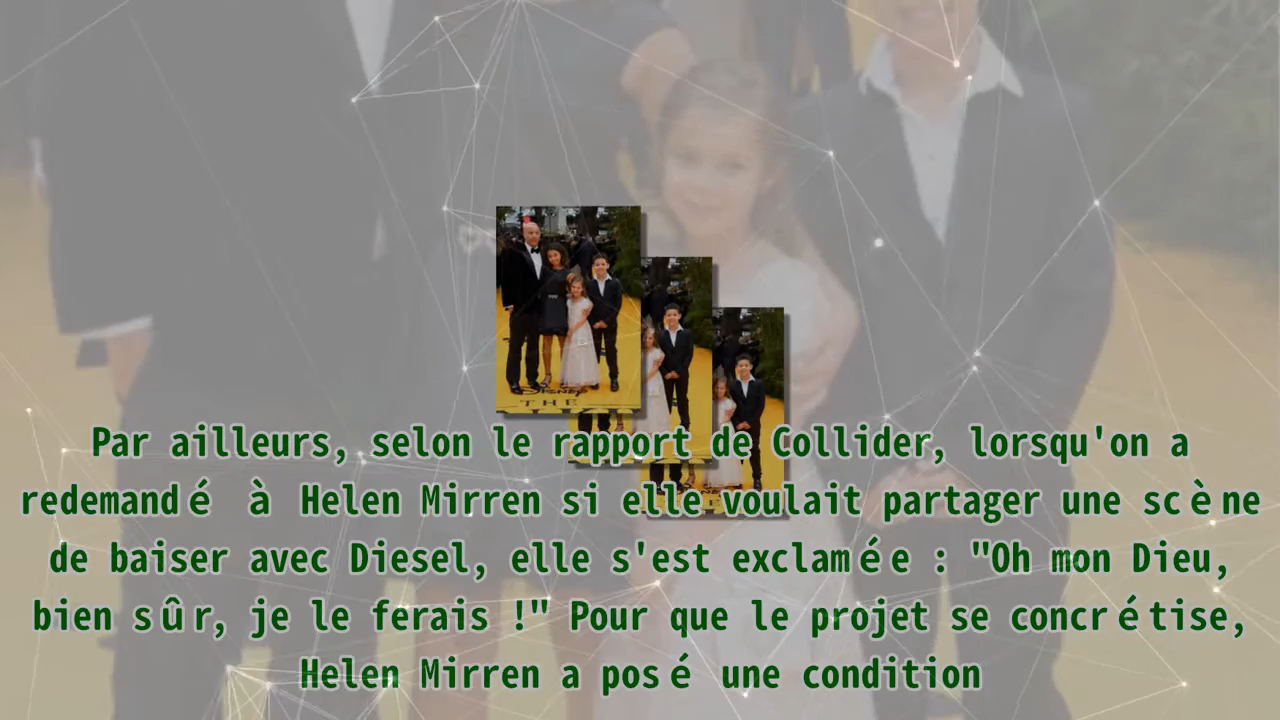 DISNEY
THE
Par ailleurs, selon le rapport de Collider, lorsqu'on a
redemandé à Helen Mirren si elle voulait partager une scène
de baiser avec Diesel, elle s'est exclamée : "Oh mon Dieu,
bien sûr, je le ferais !" Pour que le projet se concrétise,
Helen Mirren a posé une condition